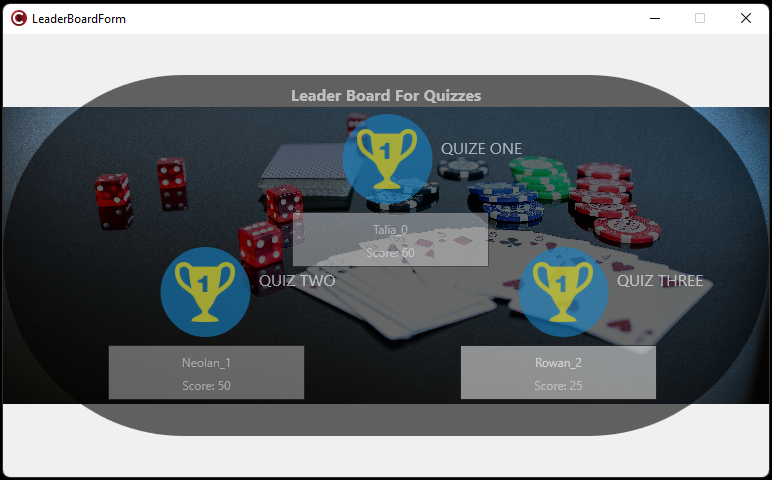 LeaderBoardForm
Leader Board For Quizzes
1
QUIZE ONE
Talia_0
Score: 60
1
QUIZ TWO
1
QUIZ THREE
Neolan_1
Score: 50
Rowan_2
Score: 25